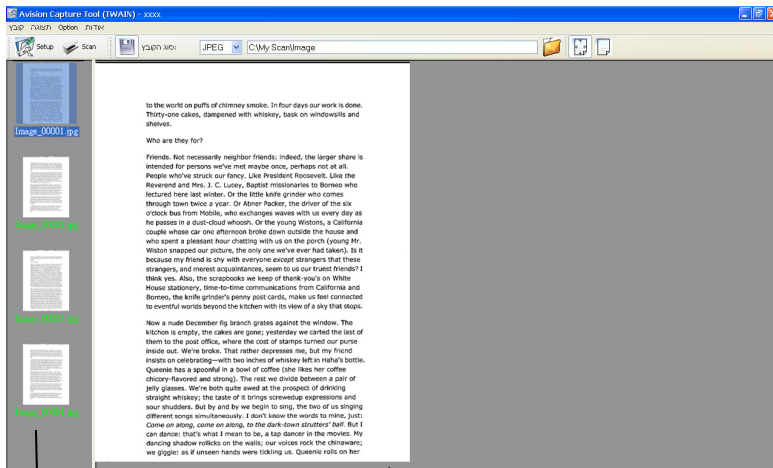 Avision Capture Tool (TWAIN) - xxxx
קובץ תצוגה Option אודות
Setup Scan סוג הקובץ: JPEG C:\My Scan\Image
Image_00001.jpg
to the world on puffs of chimney smoke. In four days our work is done.
Thirty-one cakes, dampened with whiskey, bask on windowsills and
shelves.
Who are they for?
Friends. Not necessarily neighbor friends: indeed, the larger share is
intended for persons we've met maybe once, perhaps not at all.
People who've struck our fancy. Like President Roosevelt. Like the
Reverend and Mrs. J. C. Lucey, Baptist missionaries to Borneo who
lectured here last winter. Or the little knife grinder who comes
through town twice a year. Or Abner Packer, the driver of the six
o'clock bus from Mobile, who exchanges waves with us every day as
he passes in a dust-cloud whoosh. Or the young Wistons, a California
couple whose car one afternoon broke down outside the house and
who spent a pleasant hour chatting with us on the porch (young Mr.
Wiston snapped our picture, the only one we've ever had taken). Is it
because my friend is shy with everyone except strangers that these
strangers, and merest acquaintances, seem to us our truest friends? I
think yes. Also, the scrapbooks we keep of thank-you's on White
House stationery, time-to-time communications from California and
Borneo, the knife grinder's penny post cards, make us feel connected
to eventful worlds beyond the kitchen with its view of a sky that stops.
Now a nude December fig branch grates against the window. The
kitchen is empty, the cakes are gone; yesterday we carted the last of
them to the post office, where the cost of stamps turned our purse
inside out. We're broke. That rather depresses me, but my friend
insists on celebrating—with two inches of whiskey left in Haha's bottle.
Queenie has a spoonful in a bowl of coffee (she likes her coffee
chicory-flavored and strong). The rest we divide between a pair of
jelly glasses. We're both quite awed at the prospect of drinking
straight whiskey; the taste of it brings screwedup expressions and
sour shudders. But by and by we begin to sing, the two of us singing
different songs simultaneously. I don't know the words to mine, just:
Come on along, come on along, to the dark-town strutters' ball. But I
can dance: that's what I mean to be, a tap dancer in the movies. My
dancing shadow rollicks on the walls; our voices rock the chinaware;
we giggle: as if unseen hands were tickling us. Queenie rolls on her